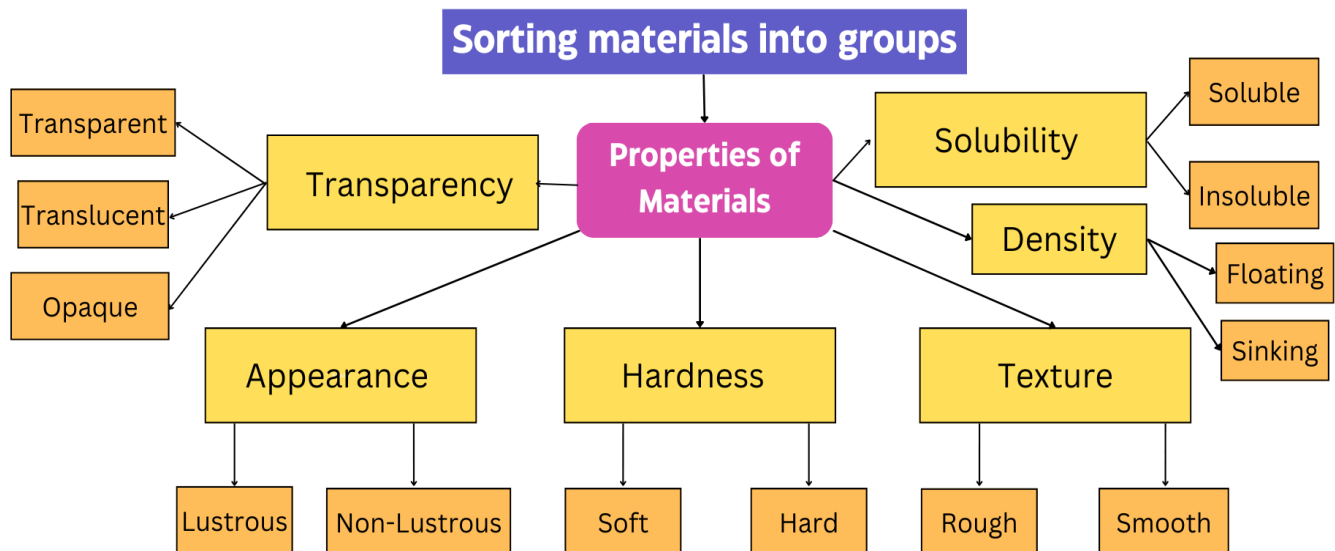 Sorting materials into groups
Properties of
Materials
Transparency
Transparent
Translucent
Opaque
Solubility
Soluble
Insoluble
Density
Floating
Sinking
Appearance
Lustrous
Non-Lustrous
Hardness
Soft
Hard
Texture
Rough
Smooth